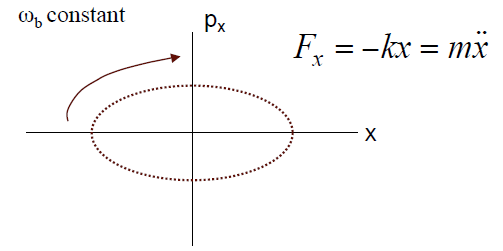 ω_b constant
p_x
F_x = −kx = mẍ
x